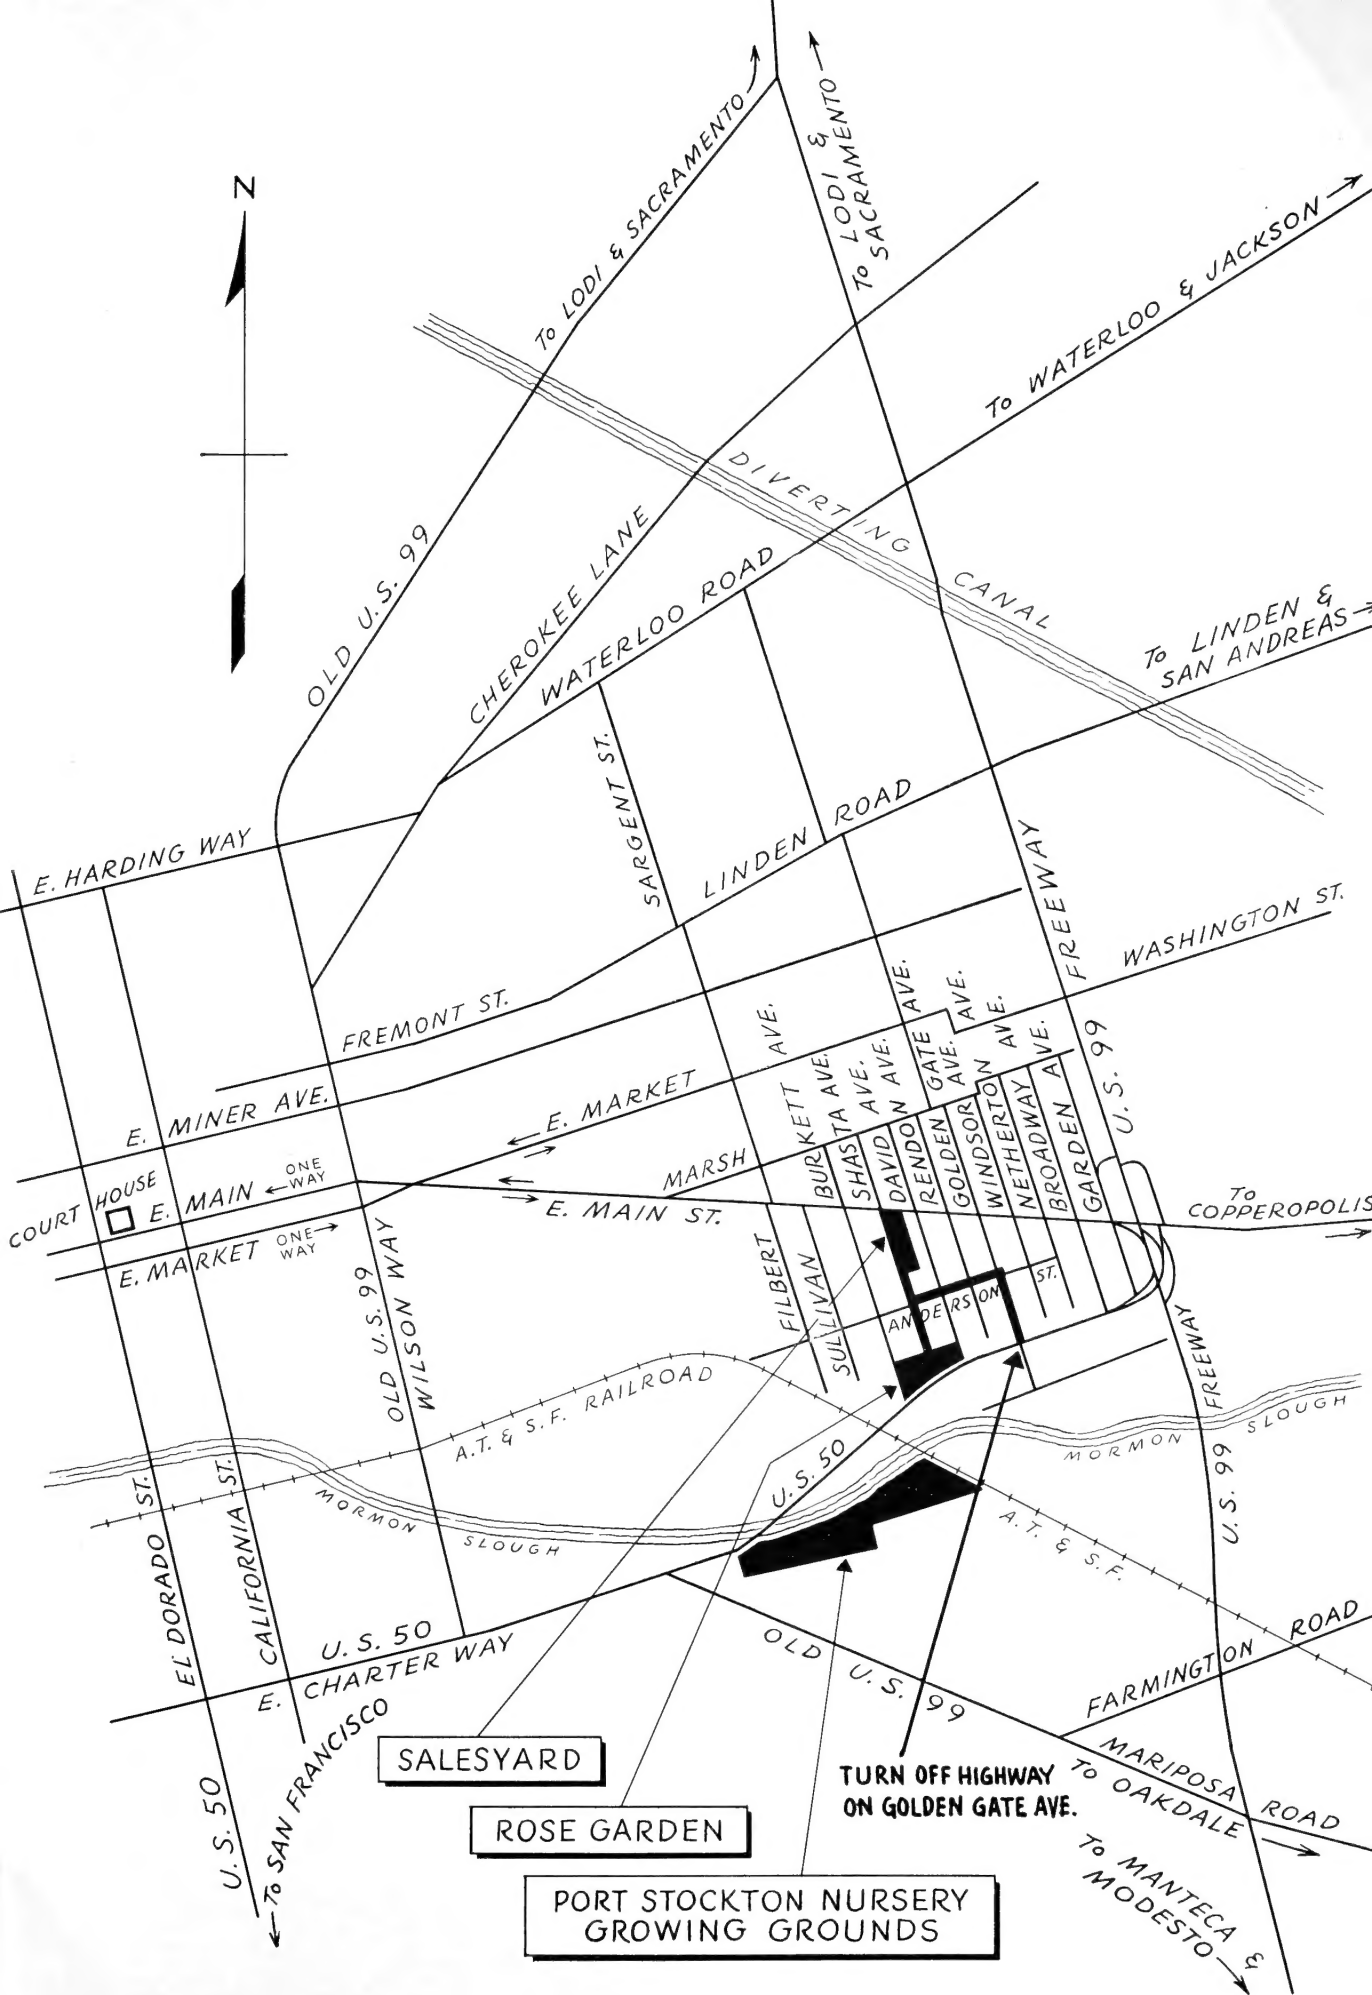 N
To LODI & SACRAMENTO
To LODI &
SACRAMENTO
To WATERLOO & JACKSON
DIVERTING CANAL
OLD U.S. 99
CHEROKEE LANE
WATERLOO ROAD
To LINDEN &
SAN ANDREAS
SARGENT ST.
LINDEN ROAD
E. HARDING WAY
FREEWAY
U.S. 99
WASHINGTON ST.
FREMONT ST.
E. MINER AVE.
E. MARKET
MARSH
COURT HOUSE
E. MAIN
ONE
WAY
E. MARKET
ONE
WAY
E. MAIN ST.
BURKETT AVE.
BURKETT AVE.
SHASTA AVE.
DAVID AVE.
RENDON AVE.
GOLDEN GATE AVE.
WINDSOR AVE.
NETHERTON AVE.
BROADWAY AVE.
GARDEN AVE.
To
COPPEROPOLIS
OLD U.S. 99
WILSON WAY
FILBERT
SULLIVAN
ANDERSON ST.
FREEWAY
U.S. 99
A.T. & S.F. RAILROAD
MORMON SLOUGH
MORMON SLOUGH
U.S. 50
A.T. & S.F.
EL DORADO ST.
CALIFORNIA ST.
U.S. 50
E. CHARTER WAY
OLD U.S. 99
FARMINGTON ROAD
MARIPOSA ROAD
To OAKDALE
To MANTECA &
MODESTO
U.S. 50
To SAN FRANCISCO
SALESYARD
ROSE GARDEN
TURN OFF HIGHWAY
ON GOLDEN GATE AVE.
PORT STOCKTON NURSERY
GROWING GROUNDS